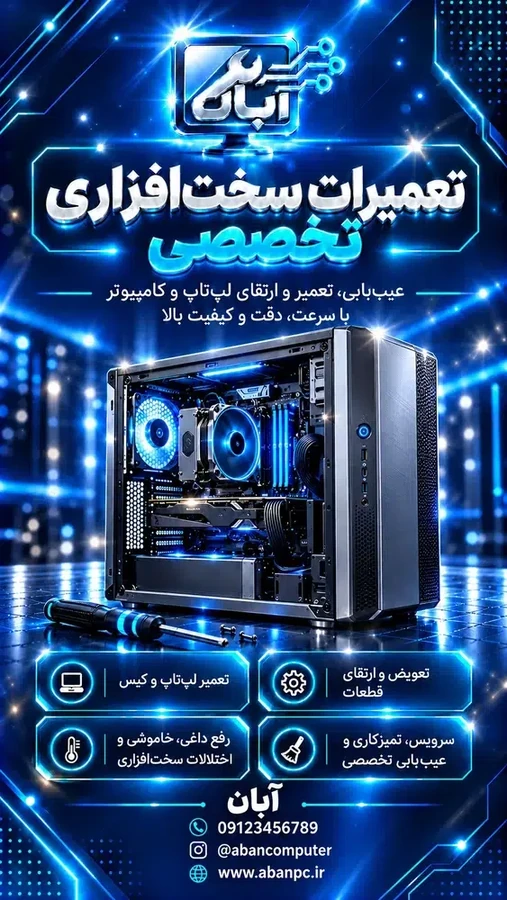 آبان
تعمیرات سخت‌افزاری
تخصصی
عیب‌یابی، تعمیر و ارتقای لپ‌تاپ و کامپیوتر
با سرعت، دقت و کیفیت بالا
تعویض و ارتقای
قطعات
تعمیر لپ‌تاپ و کیس
سرویس، تمیزکاری و
عیب‌یابی تخصصی
رفع داغی، خاموشی و
اختلالات سخت‌افزاری
آبان
09123456789
@abancomputer
www.abanpc.ir